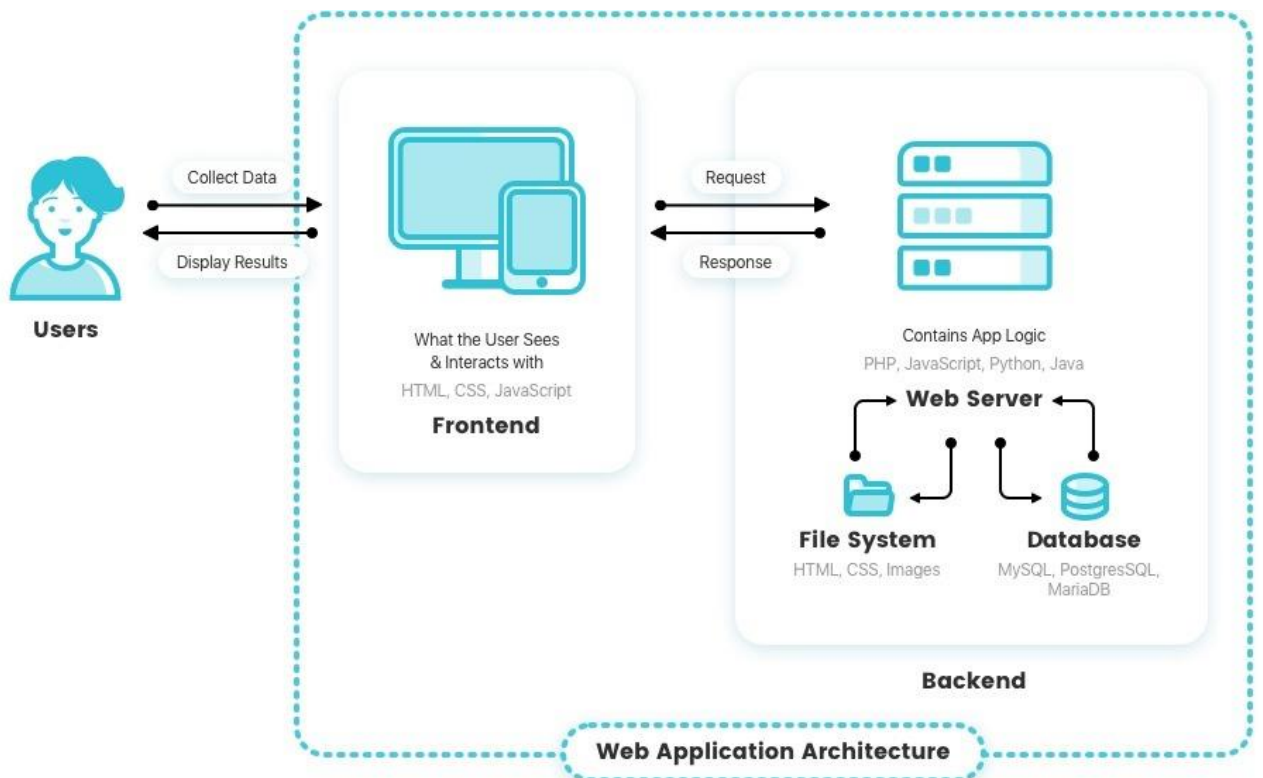 Collect Data
Display Results
Users
What the User Sees
& Interacts with
HTML, CSS, JavaScript
Frontend
Request
Response
Contains App Logic
PHP, JavaScript, Python, Java
Web Server
File System
HTML, CSS, Images
Database
MySQL, PostgresSQL,
MariaDB
Backend
Web Application Architecture